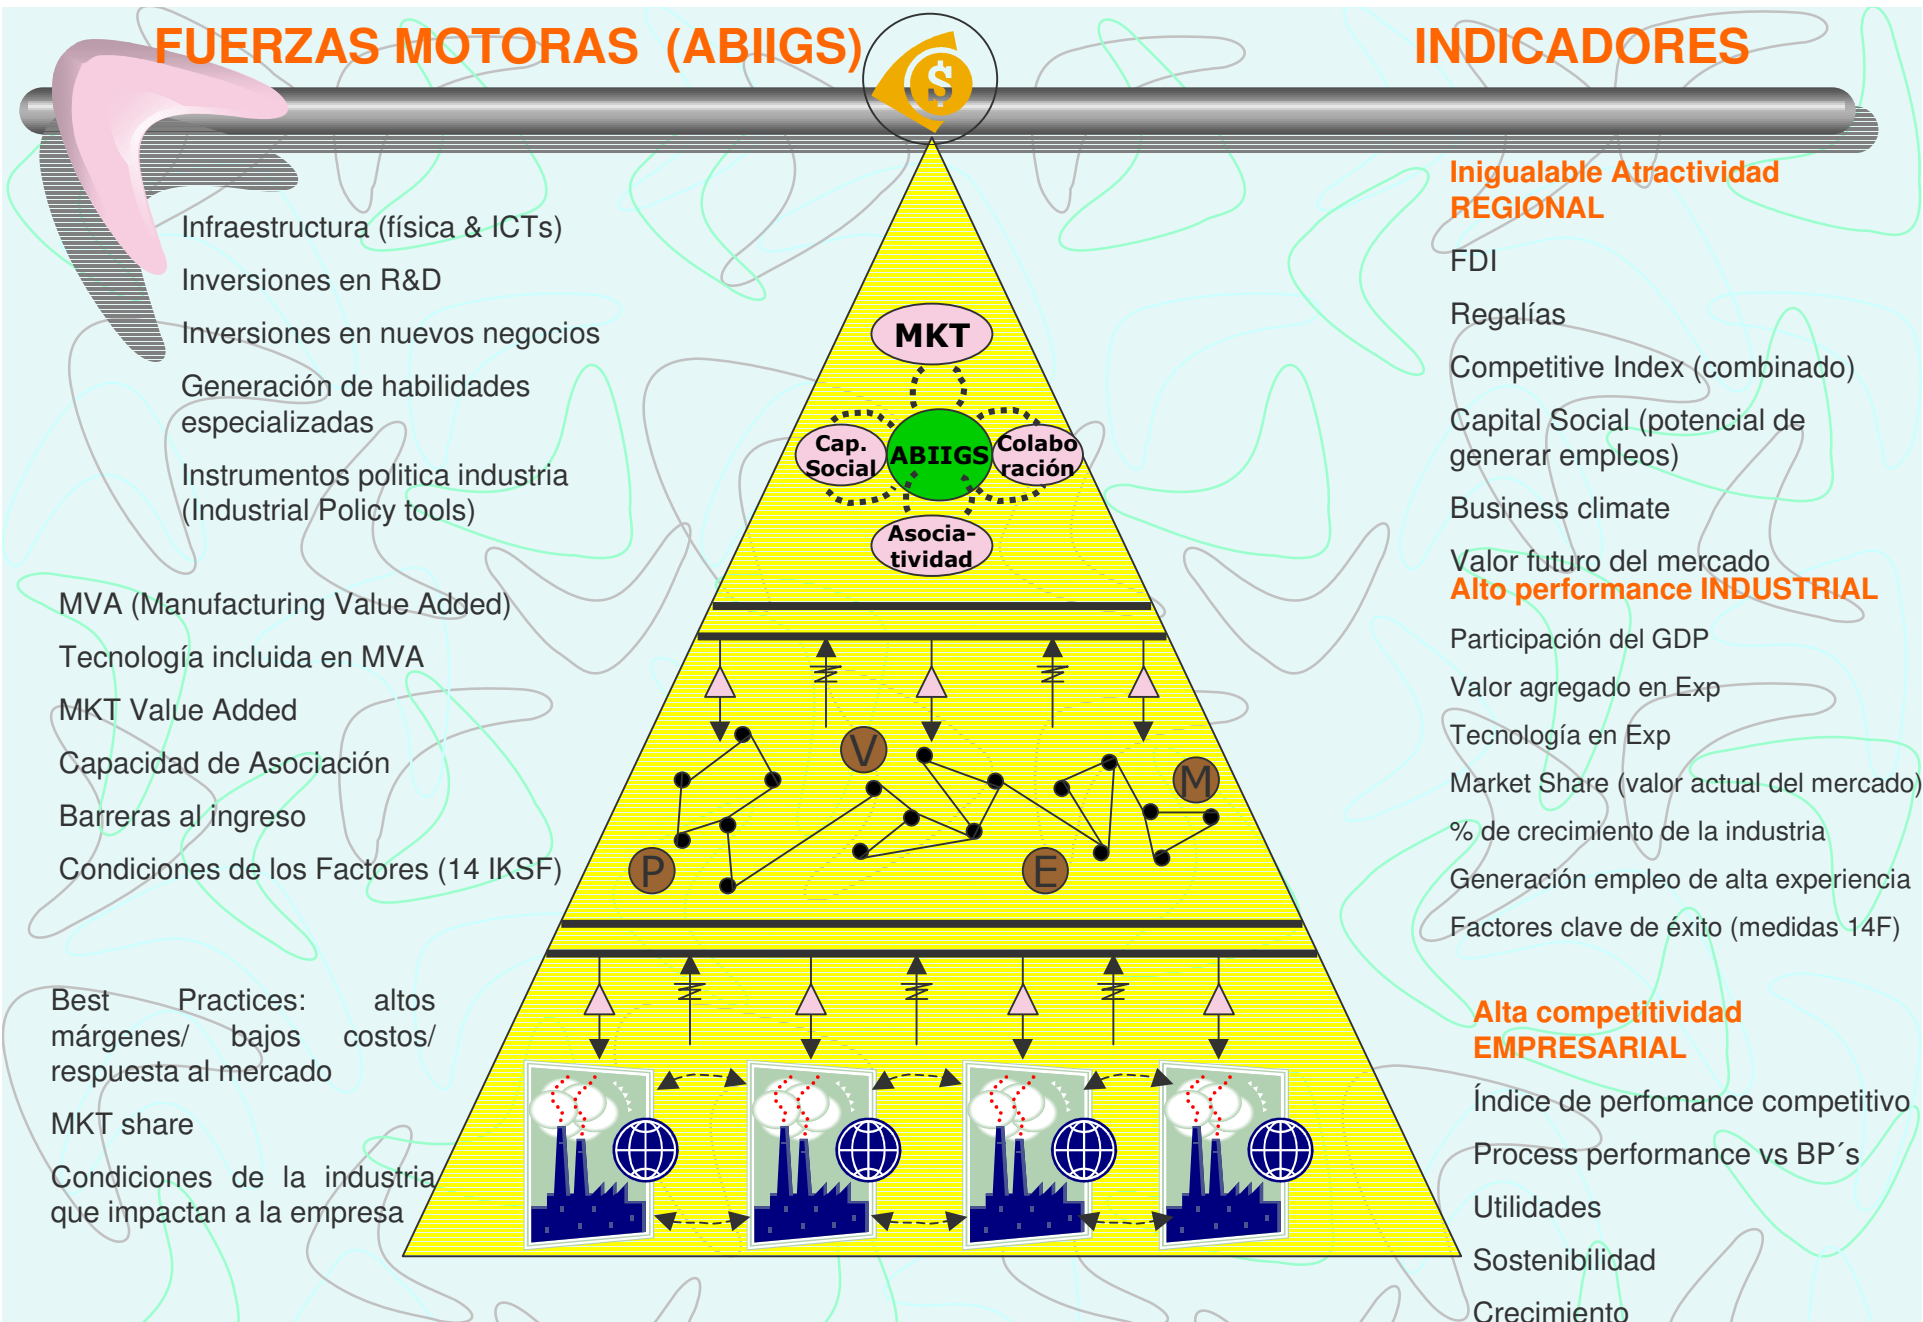 FUERZAS MOTORAS (ABIIGS)
$
INDICADORES
Infraestructura (física & ICTs)
Inversiones en R&D
Inversiones en nuevos negocios
Generación de habilidades
especializadas
Instrumentos politica industria
(Industrial Policy tools)
MVA (Manufacturing Value Added)
Tecnología incluida en MVA
MKT Value Added
Capacidad de Asociación
Barreras al ingreso
Condiciones de los Factores (14 IKSF)
Best Practices: altos
márgenes/ bajos costos/
respuesta al mercado
MKT share
Condiciones de la industria
que impactan a la empresa
MKT
Cap.
Social
ABIIGS
Colabo
ración
Asocia-
tividad
V
M
P
E
Inigualable Atractividad
REGIONAL
FDI
Regalías
Competitive Index (combinado)
Capital Social (potencial de
generar empleos)
Business climate
Valor futuro del mercado
Alto performance INDUSTRIAL
Participación del GDP
Valor agregado en Exp
Tecnología en Exp
Market Share (valor actual del mercado)
% de crecimiento de la industria
Generación empleo de alta experiencia
Factores clave de éxito (medidas 14F)
Alta competitividad
EMPRESARIAL
Índice de perfomance competitivo
Process performance vs BP´s
Utilidades
Sostenibilidad
Crecimiento